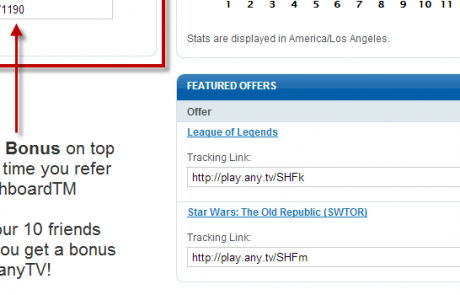 1 2 3 4 5 6 7 8 9 10 11
1190
Stats are displayed in America/Los Angeles.
FEATURED OFFERS
Offer
League of Legends
Tracking Link:
http://play.any.tv/SHFk
Star Wars: The Old Republic (SWTOR)
Tracking Link:
http://play.any.tv/SHFm
Bonus on top
time you refer
hboardTM
ur 10 friends
ou get a bonus
anyTV!